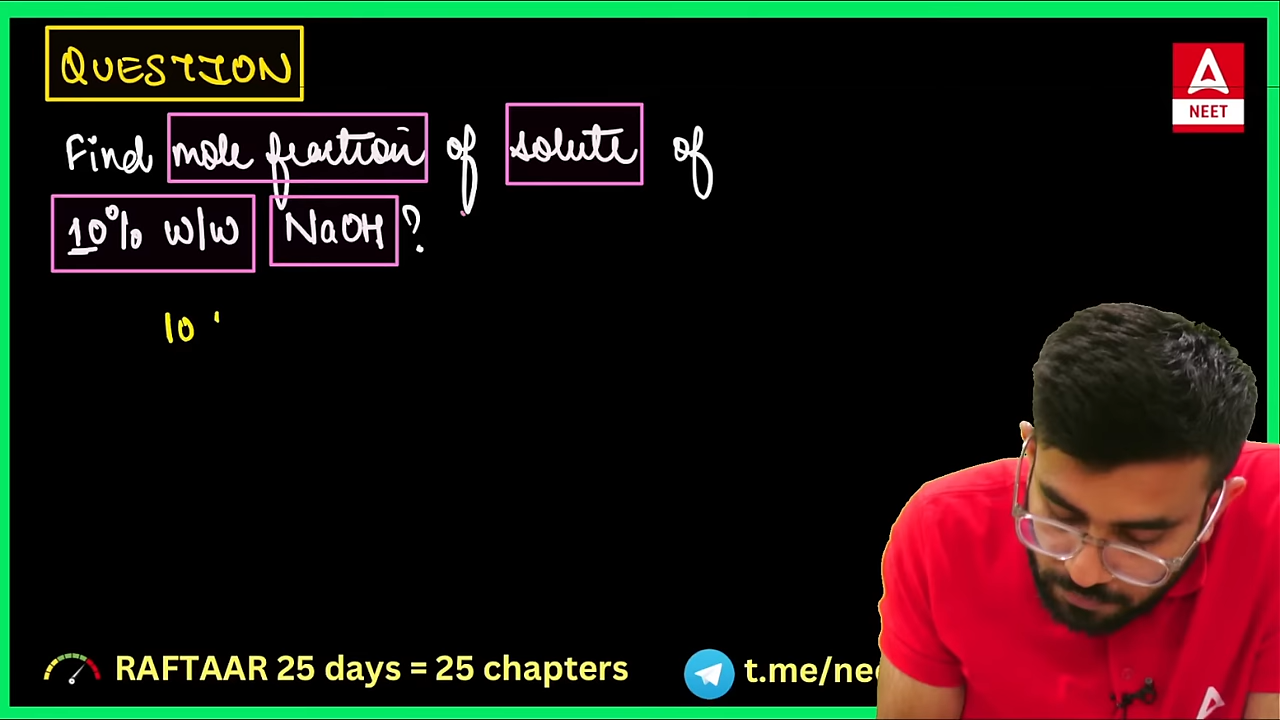 QUESTION
NEET
Find mole fraction of solute of
10% w/w NaOH?
10
RAFTAAR 25 days = 25 chapters
t.me/nee